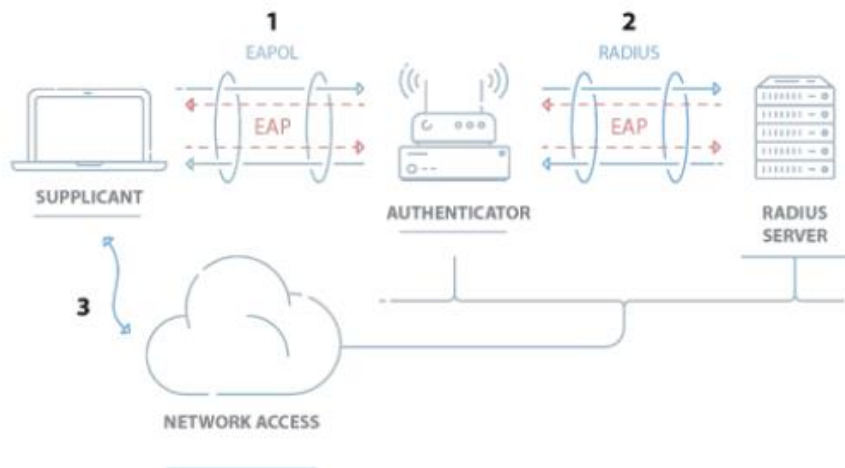 1
EAPOL
EAP
SUPPLICANT
2
RADIUS
EAP
AUTHENTICATOR
RADIUS
SERVER
3
NETWORK ACCESS